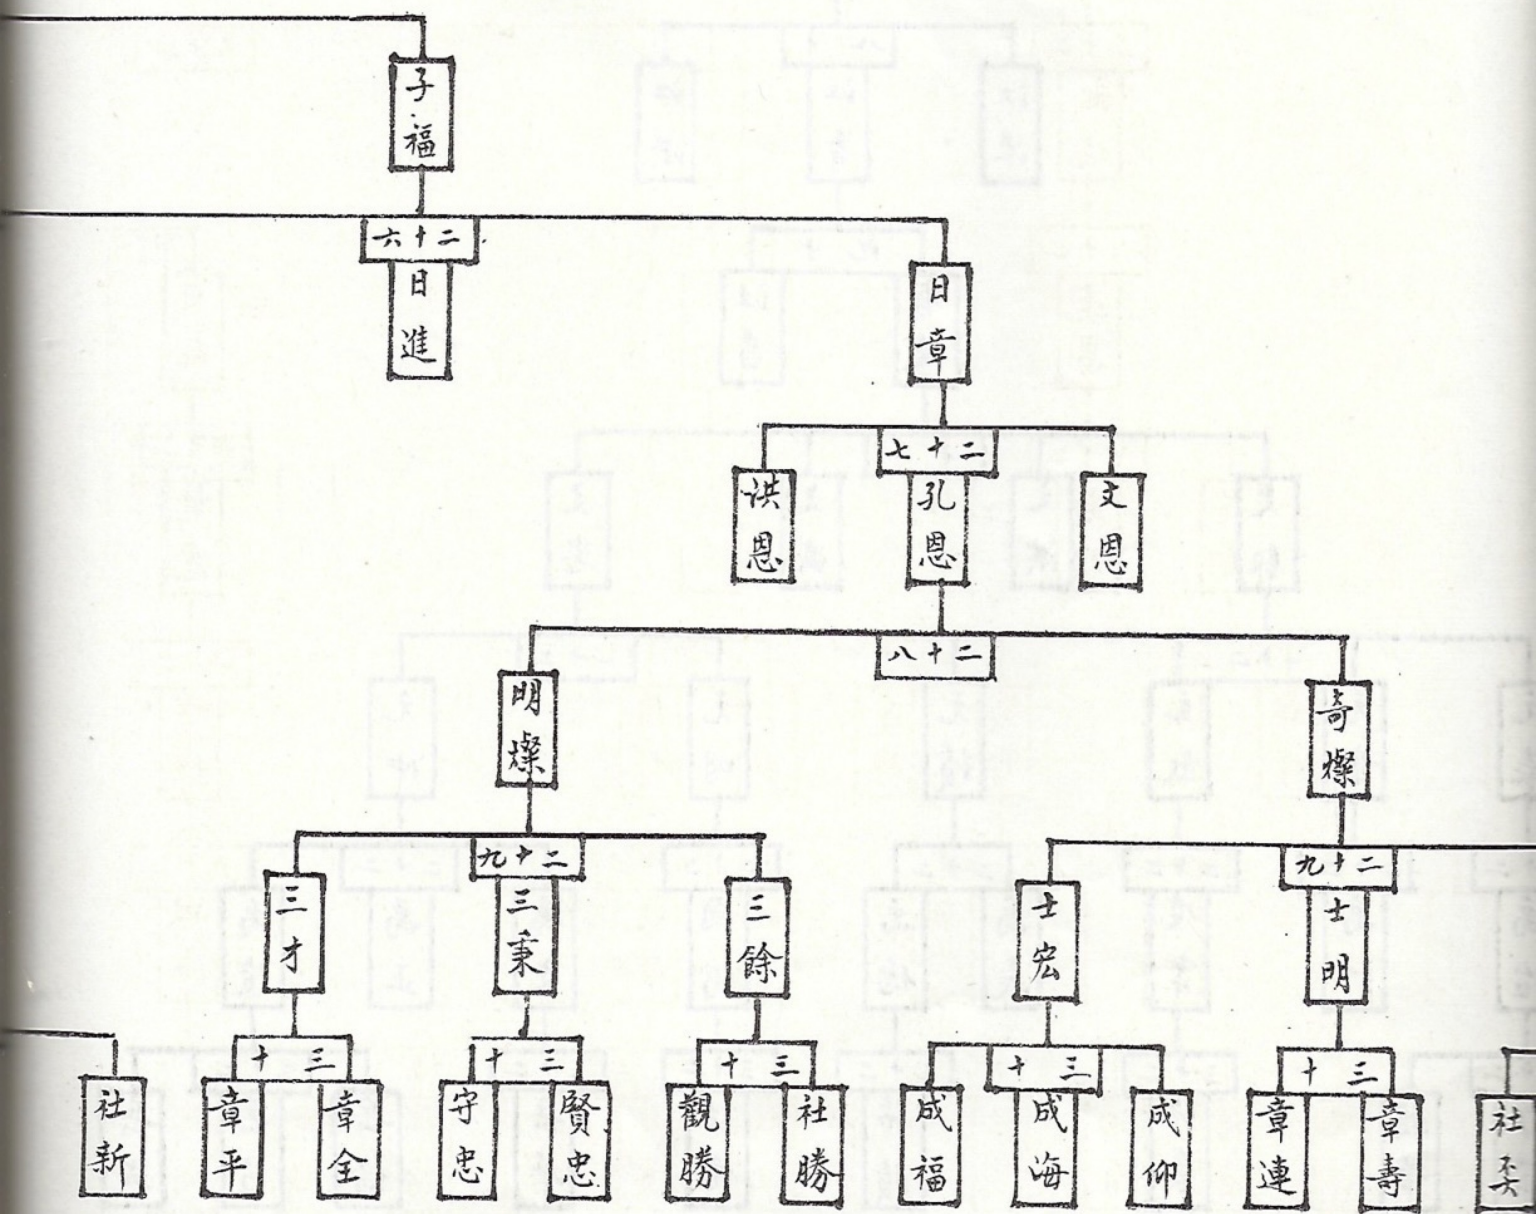 子福
二十六
日章
日進
二十七
文恩
孔恩
洪恩
二十八
奇燦
明燦
二十九
士明
士宏
二十九
三餘
三秉
三才
三十
章壽
章連
三十
成仰
成海
成福
三十
社勝
觀勝
三十
賢忠
守忠
三十
章全
章平
社新
社